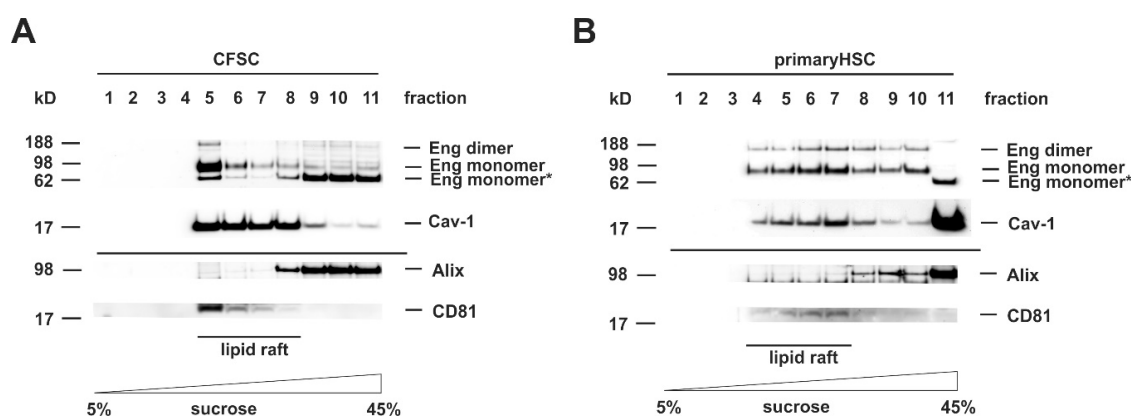 A
CFSC
kD 1 2 3 4 5 6 7 8 9 10 11 fraction
188 Eng dimer
98 Eng monomer
62 Eng monomer*
17 Cav-1
98 Alix
CD81
17
lipid raft
5% sucrose 45%
B
primaryHSC
kD 1 2 3 4 5 6 7 8 9 10 11 fraction
188 Eng dimer
98 Eng monomer
62 Eng monomer*
17 Cav-1
98 Alix
17 CD81
lipid raft
5% sucrose 45%